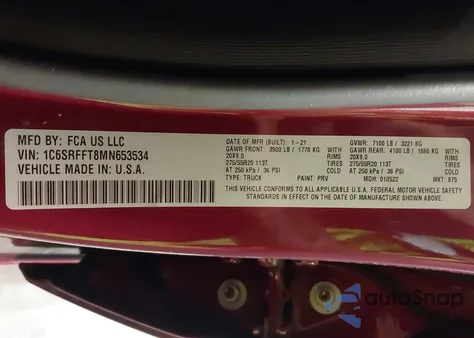 MFD BY: FCA US LLC
VIN: 1C6SRFFT8MN653534
VEHICLE MADE IN: U.S.A.
DATE OF MFR (BUILT): 1-21 GVWR: 7100 LB / 3221 KG
GAWR FRONT: 3900 LB / 1770 KG WITH GAWR REAR: 4100 LB / 1860 KG WITH
20X9.0 RIMS 20X9.0 RIMS
275/55R20 113T TIRES 275/55R20 113T TIRES
AT 250 kPa / 36 PSI COLD AT 250 kPa / 36 PSI COLD
TYPE: TRUCK PAINT: PRV MDH: 010522 MKT: 875
THIS VEHICLE CONFORMS TO ALL APPLICABLE U.S.A. FEDERAL MOTOR VEHICLE SAFETY
STANDARDS IN EFFECT ON THE DATE OF MANUFACTURE SHOWN ABOVE
autoSnap